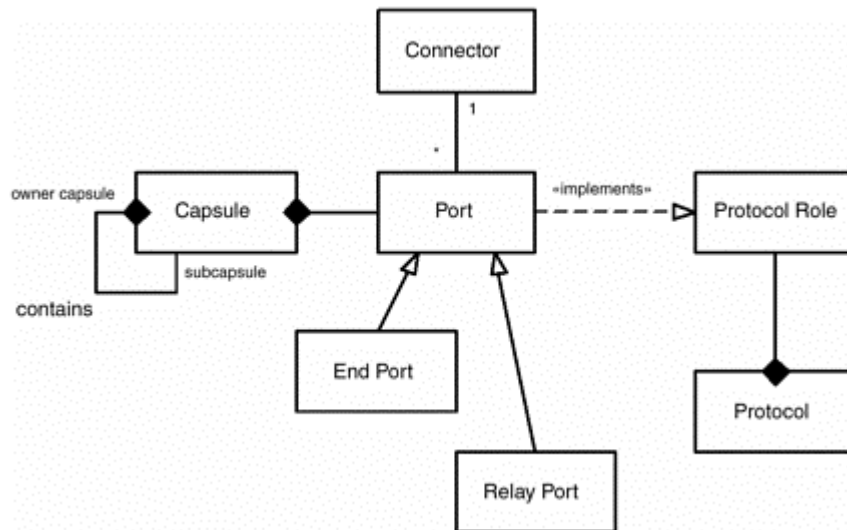 Connector
1
*
owner capsule
Capsule
Port
«implements»
Protocol Role
subcapsule
contains
End Port
Protocol
Relay Port